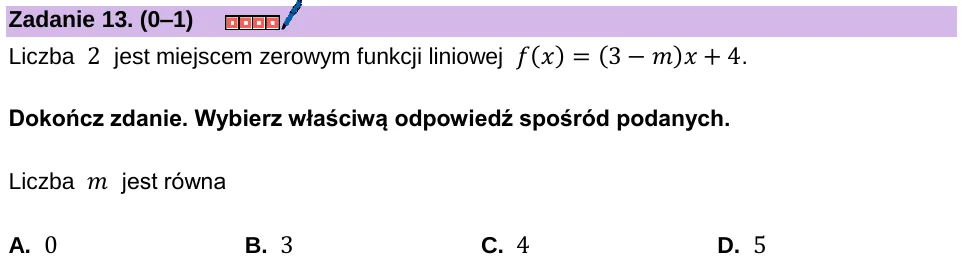 Zadanie 13. (0–1)
Liczba 2 jest miejscem zerowym funkcji liniowej f(x) = (3 − m)x + 4.
Dokończ zdanie. Wybierz właściwą odpowiedź spośród podanych.
Liczba m jest równa
A. 0 B. 3 C. 4 D. 5